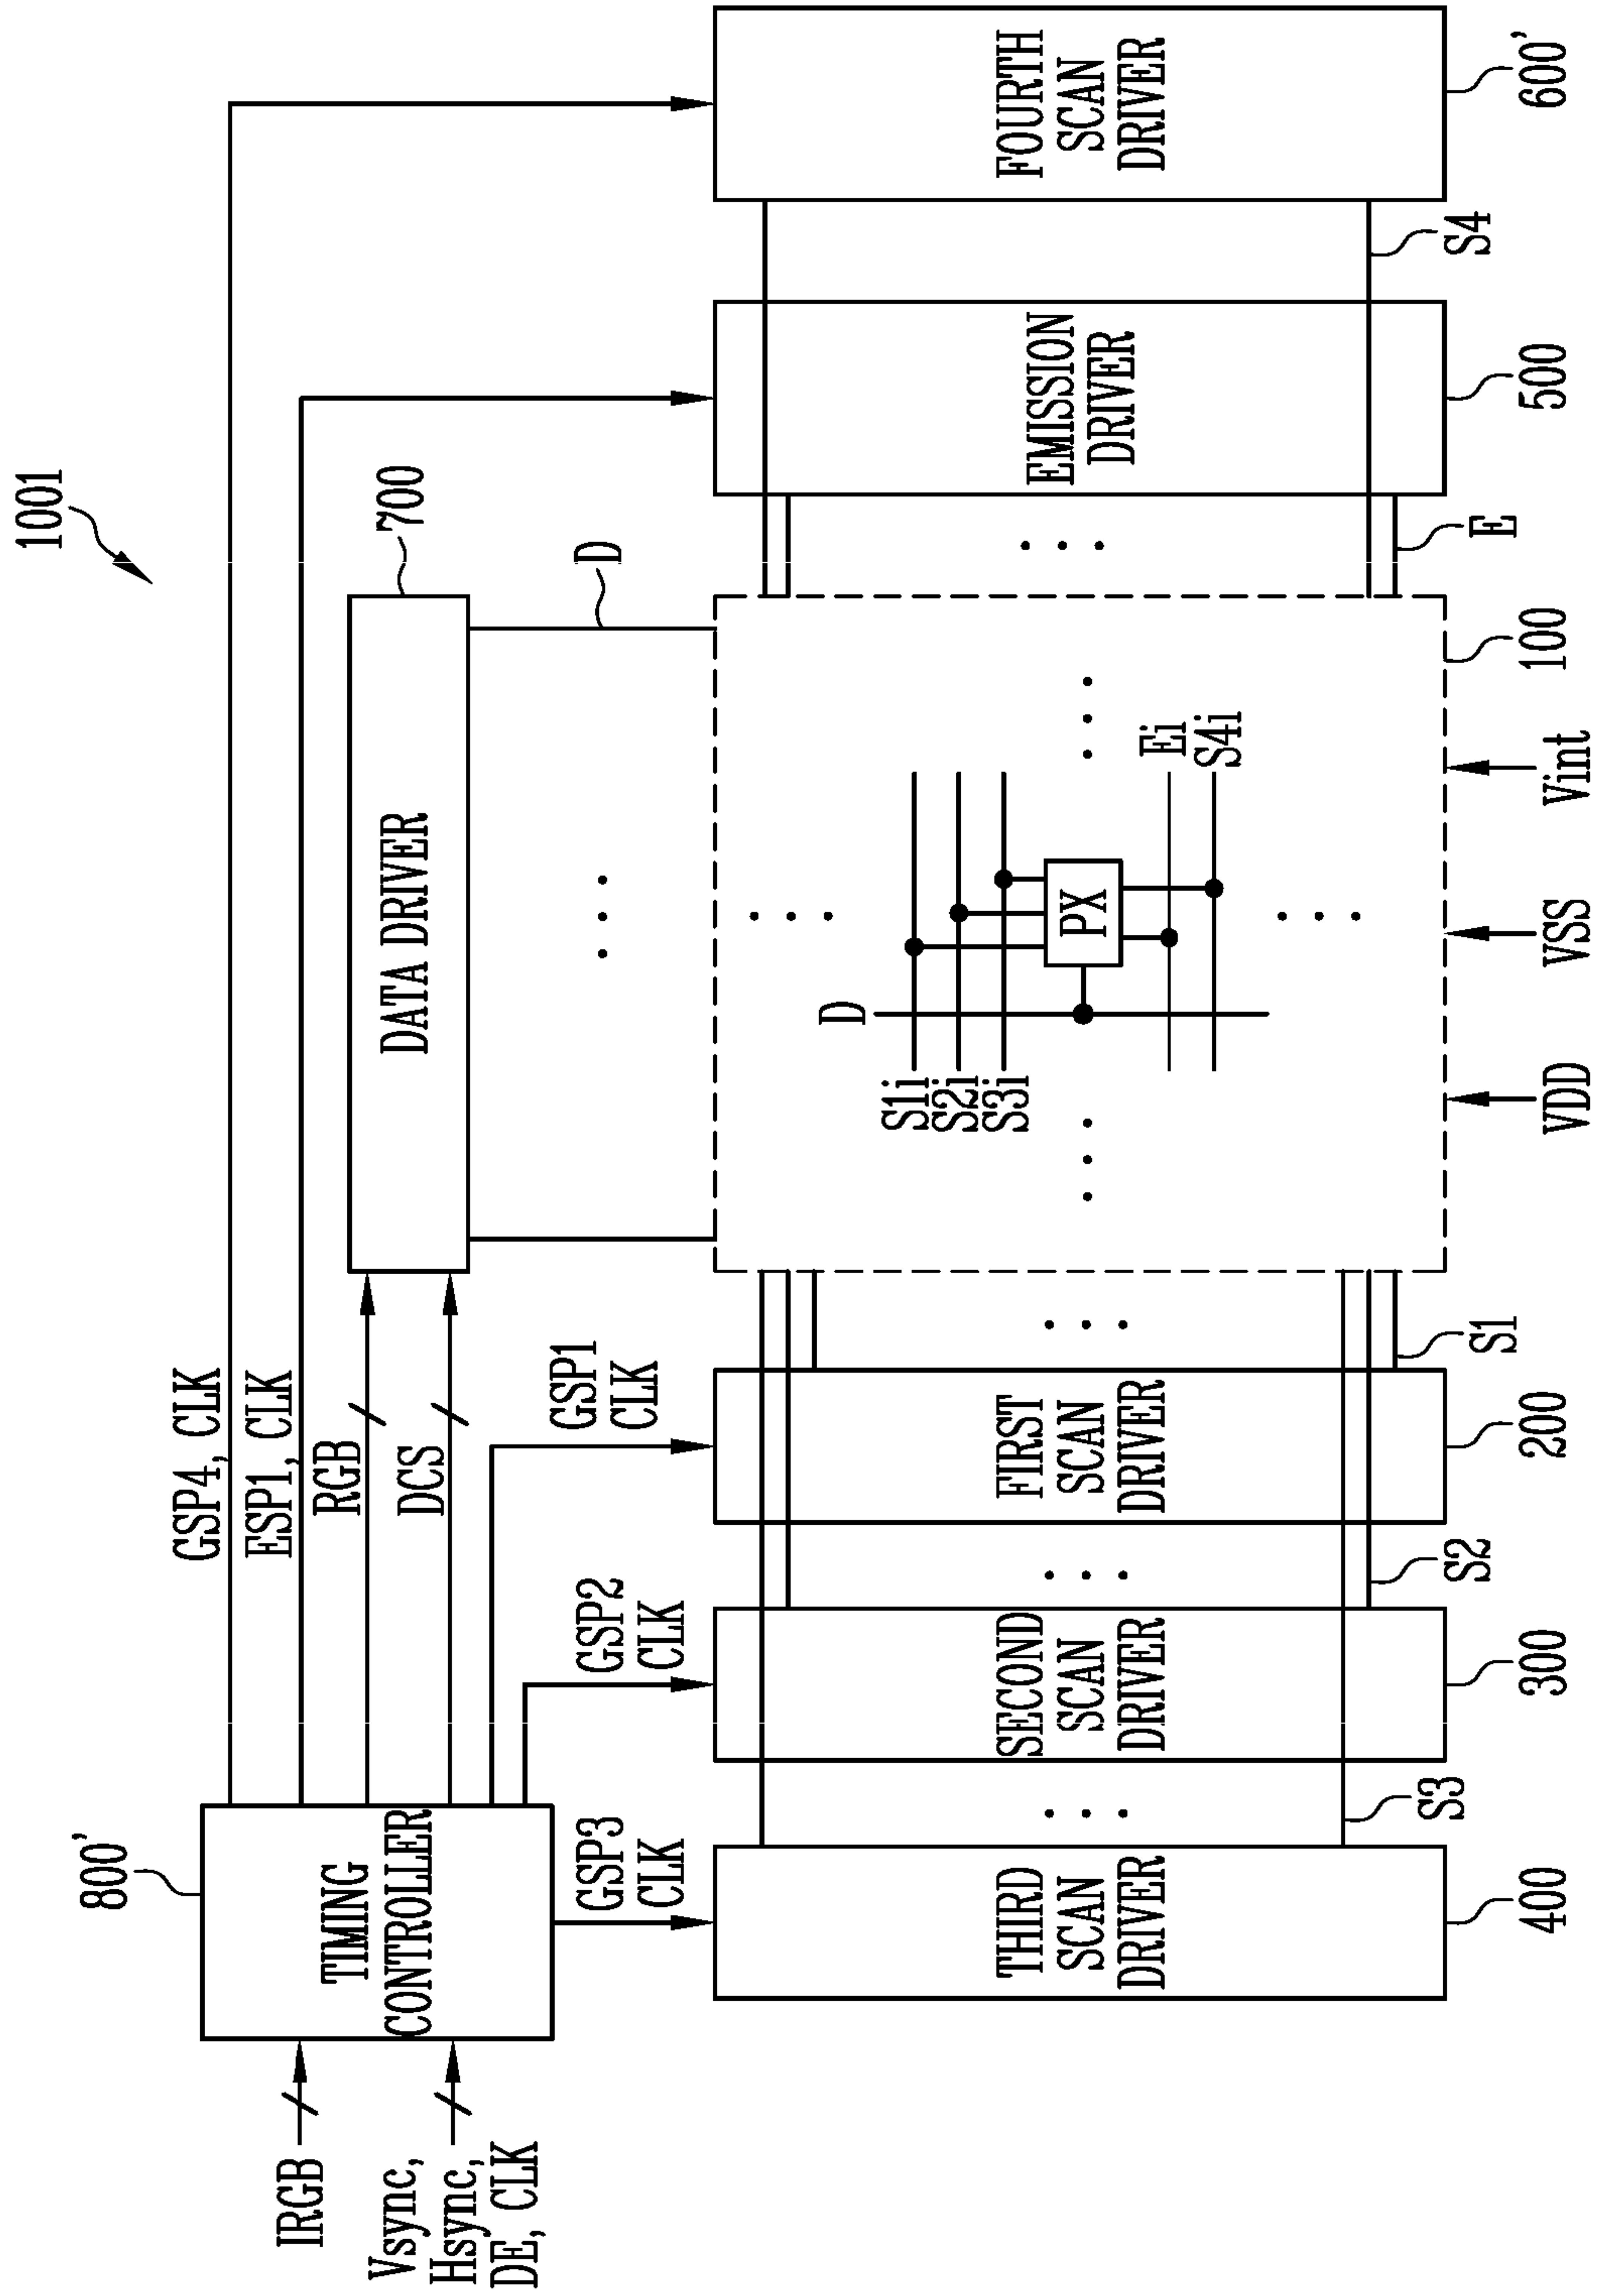 1001
800'
GSP4, CLK
ESP1, CLK
RGB
DCS
IRGB
Vsync,
Hsync,
DE, CLK
TIMING
CONTROLLER
DATA DRIVER
700
D
GSP3
CLK
GSP2
CLK
GSP1
CLK
THIRD
SCAN
DRIVER
SECOND
SCAN
DRIVER
FIRST
SCAN
DRIVER
D
S1i
S2i
S3i
PX
Ei
S4i
EMISSION
DRIVER
FOURTH
SCAN
DRIVER
S3
S2
S1
E
S4
400
300
200
100
500
600'
VDD
VSS
Vint